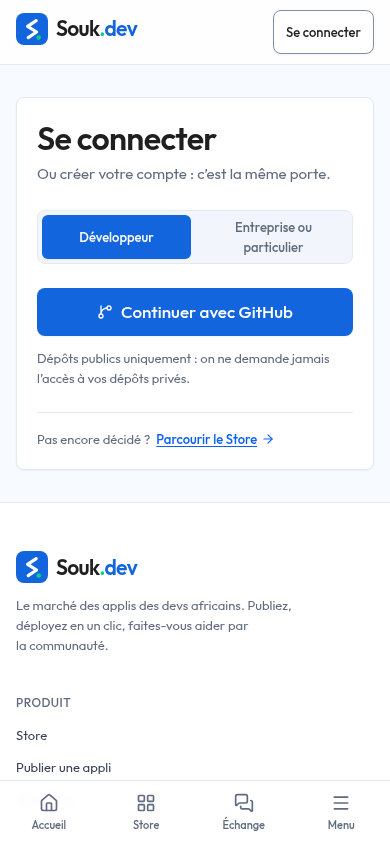 Souk.dev
Se connecter
Se connecter
Ou créer votre compte : c’est la même porte.
Développeur
Entreprise ou
particulier
Continuer avec GitHub
Dépôts publics uniquement : on ne demande jamais
l’accès à vos dépôts privés.
Pas encore décidé ? Parcourir le Store →
Souk.dev
Le marché des applis des devs africains. Publiez,
déployez en un clic, faites-vous aider par
la communauté.
PRODUIT
Store
Publier une appli
Accueil
Store
Échange
Menu